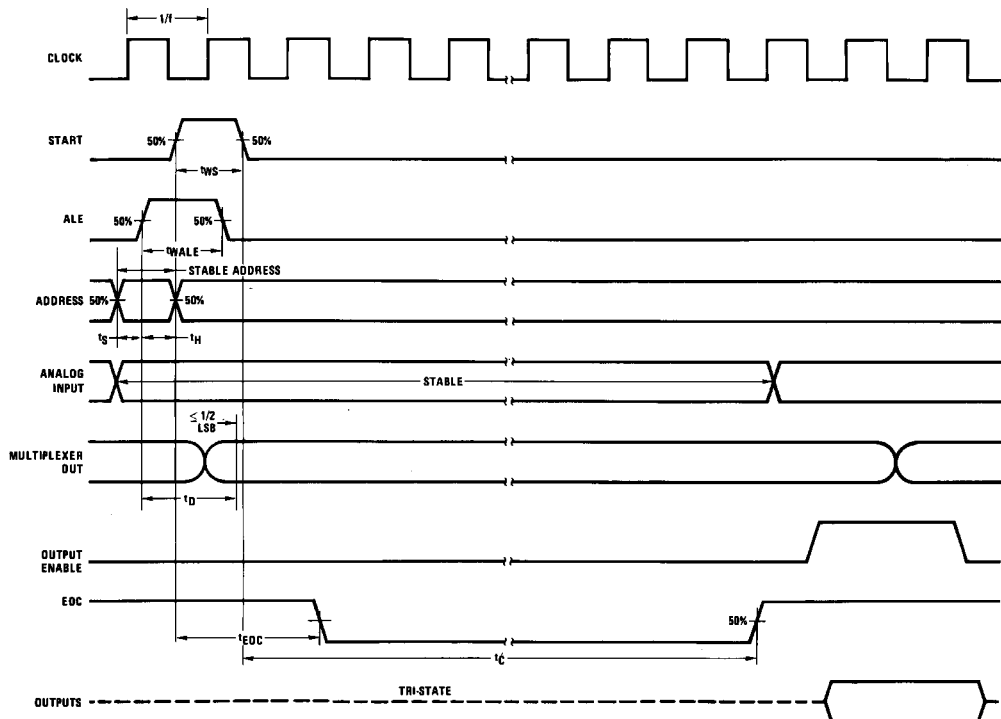 1/f
CLOCK
START
50%
50%
tWS
ALE
50%
50%
tWALE
STABLE ADDRESS
ADDRESS
50%
50%
tS
tH
ANALOG
INPUT
STABLE
≤ 1/2
LSB
MULTIPLEXER
OUT
tD
OUTPUT
ENABLE
EOC
50%
tEOC
tC
TRI-STATE
OUTPUTS